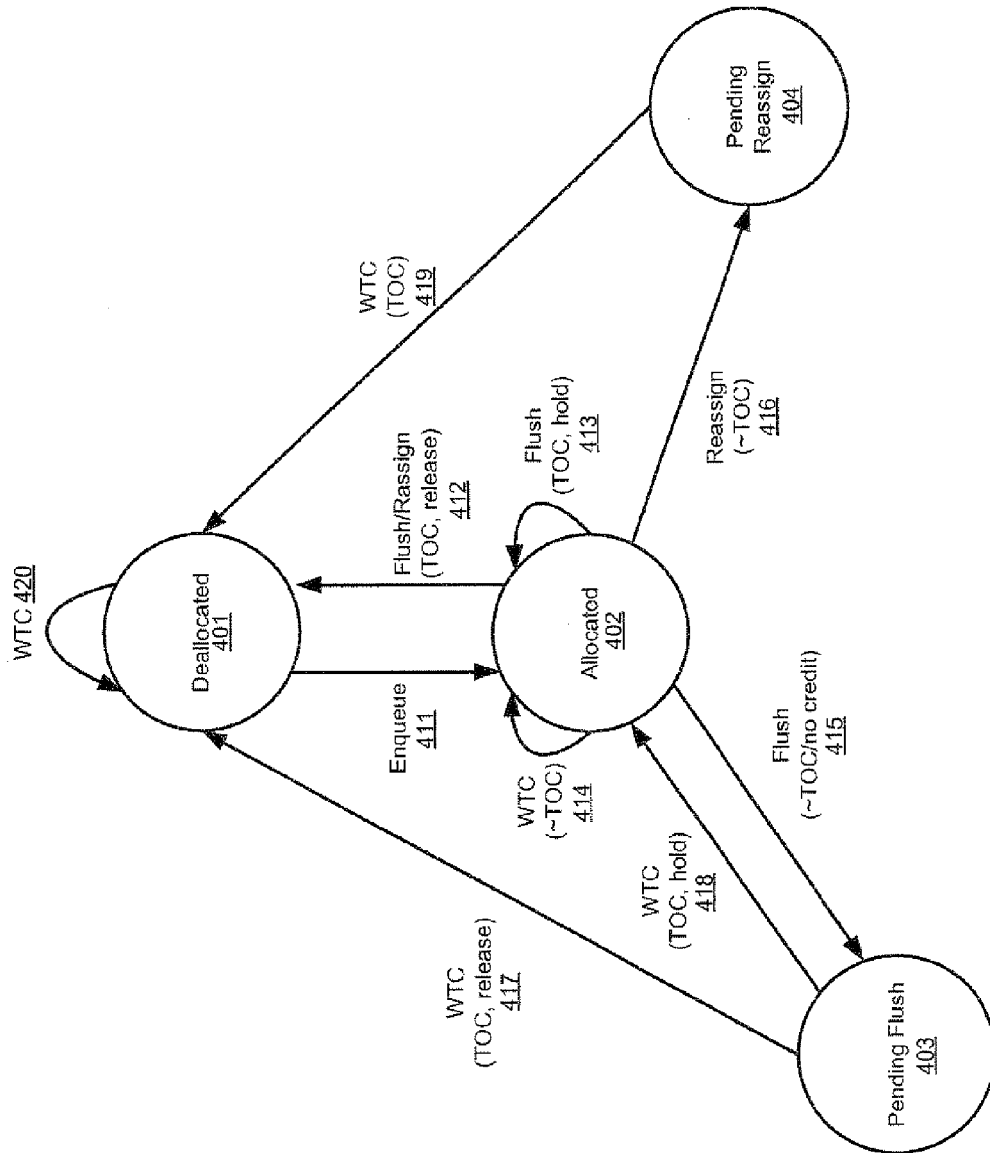 WTC 420
Deallocated
401
WTC
(TOC)
419
Pending
Reassign
404
Enqueue
411
Flush/Rassign
(TOC, release)
412
Flush
(TOC, hold)
413
WTC
(TOC, release)
417
WTC
(~TOC)
414
Allocated
402
Reassign
(~TOC)
416
WTC
(TOC, hold)
418
Flush
(~TOC/no credit)
415
Pending Flush
403